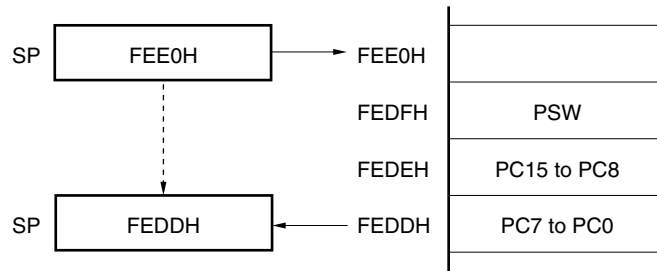 SP FEE0H FEE0H
FEDFH PSW
FEDEH PC15 to PC8
SP FEDDH FEDDH PC7 to PC0